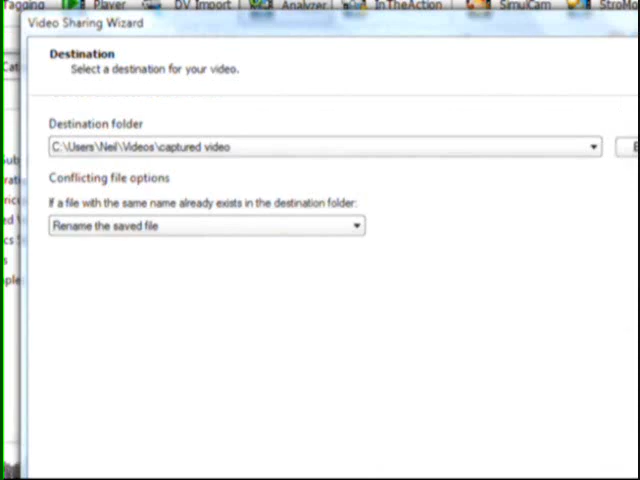 Tagging Player DV Import Analyzer InTheAction SimulCam StroMo
Video Sharing Wizard
Destination
Select a destination for your video.
Destination folder
C:\Users\Neil\Videos\captured video
Conflicting file options
If a file with the same name already exists in the destination folder:
Rename the saved file